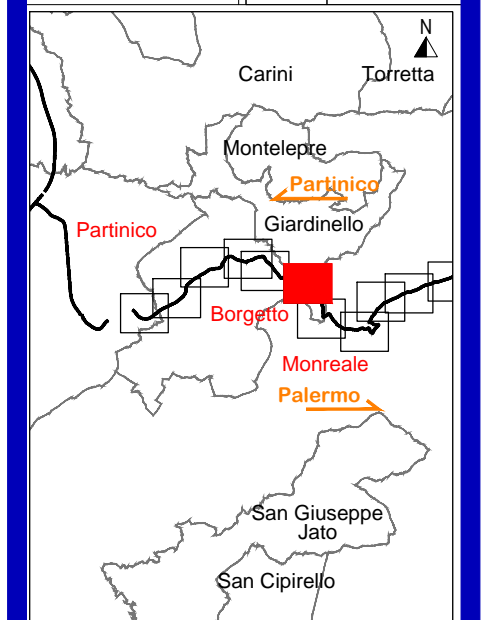 N
Carini
Torretta
Montelepre
Partinico
Giardinello
Partinico
Borgetto
Monreale
Palermo
San Giuseppe
Jato
San Cipirello